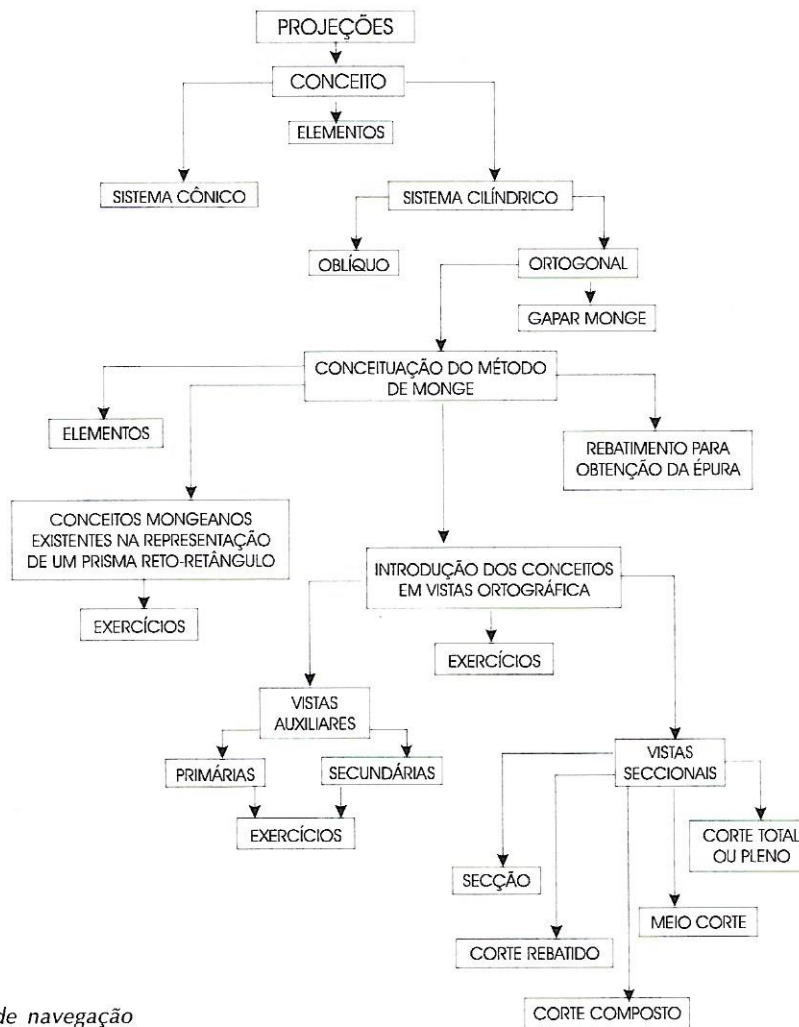 PROJEÇÕES
CONCEITO
ELEMENTOS
SISTEMA CÔNICO
SISTEMA CILÍNDRICO
OBLÍQUO
ORTOGONAL
GAPAR MONGE
CONCEITUAÇÃO DO MÉTODO
DE MONGE
ELEMENTOS
REBATIMENTO PARA
OBTENÇÃO DA ÉPURA
CONCEITOS MONGEANOS
EXISTENTES NA REPRESENTAÇÃO
DE UM PRISMA RETO-RETÂNGULO
INTRODUÇÃO DOS CONCEITOS
EM VISTAS ORTOGRÁFICA
EXERCÍCIOS
EXERCÍCIOS
VISTAS
AUXILIARES
VISTAS
SECCIONAIS
PRIMÁRIAS
SECUNDÁRIAS
EXERCÍCIOS
CORTE TOTAL
OU PLENO
SECÇÃO
MEIO CORTE
CORTE REBATIDO
CORTE COMPOSTO
de navegação